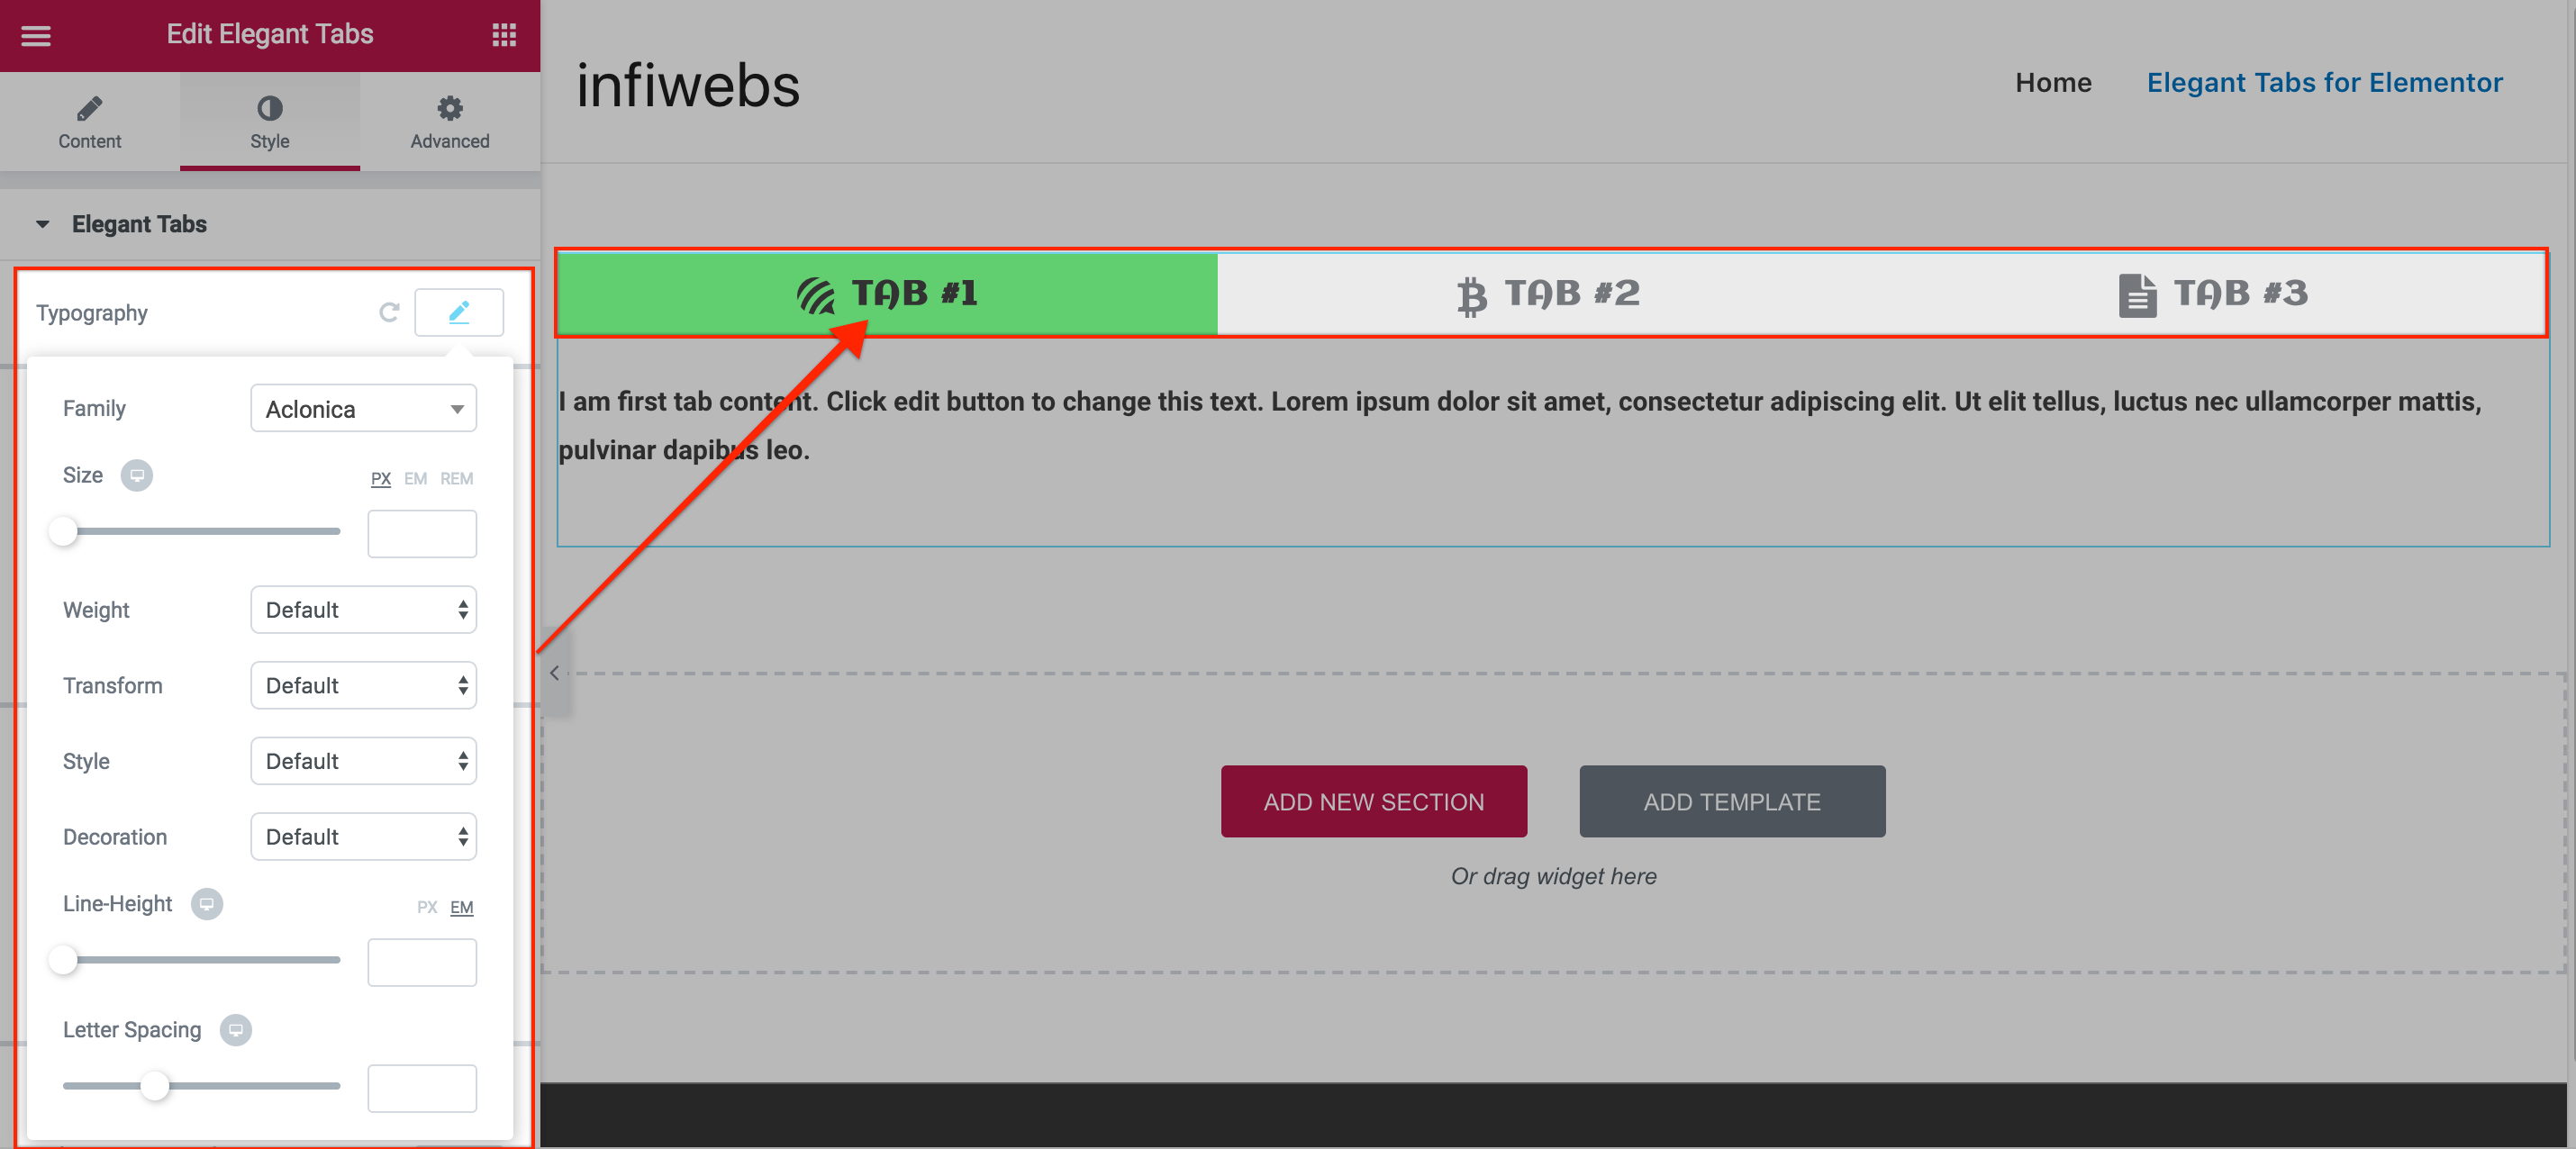 Edit Elegant Tabs
Content
Style
Advanced
Elegant Tabs
Typography
Family
Aclonica
Size
PX EM REM
Weight
Default
Transform
Default
Style
Default
Decoration
Default
Line-Height
PX EM
Letter Spacing
infiwebs
Home
Elegant Tabs for Elementor
TAB #1
TAB #2
TAB #3
I am first tab content. Click edit button to change this text. Lorem ipsum dolor sit amet, consectetur adipiscing elit. Ut elit tellus, luctus nec ullamcorper mattis,
pulvinar dapibus leo.
ADD NEW SECTION
ADD TEMPLATE
Or drag widget here